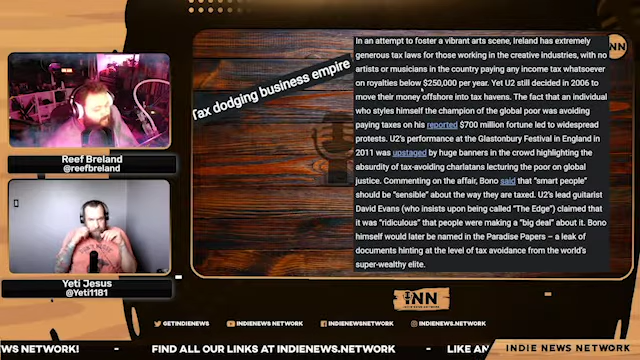 In an attempt to foster a vibrant arts scene, Ireland has extremely
generous tax laws for those working in the creative industries, with no
artists or musicians in the country paying any income tax whatsoever
on royalties below $250,000 per year. Yet U2 still decided in 2006 to
move their money offshore into tax havens. The fact that an individual
who styles himself the champion of the global poor was avoiding
paying taxes on his reported $700 million fortune led to widespread
protests. U2's performance at the Glastonbury Festival in England in
2011 was upstaged by huge banners in the crowd highlighting the
absurdity of tax-avoiding charlatans lecturing the poor on global
justice. Commenting on the affair, Bono said that "smart people"
should be "sensible" about the way they are taxed. U2's lead guitarist
David Evans (who insists upon being called "The Edge") claimed that
it was "ridiculous" that people were making a "big deal" about it. Bono
himself would later be named in the Paradise Papers – a leak of
documents hinting at the level of tax avoidance from the world's
super-wealthy elite.
Tax dodging business empire
INN
Reef Breland
@reefbreland
Yeti Jesus
@Yeti1181
INN
INDIE NEWS NETWORK
GETINDIENEWS
INDIENEWS NETWORK
INDIENEWS NETWORK
INDIENEWS.NETWORK
WS NETWORK! - FIND ALL OUR LINKS AT INDIENEWS.NETWORK - LIKE AN
INDIE NEWS NETWORK